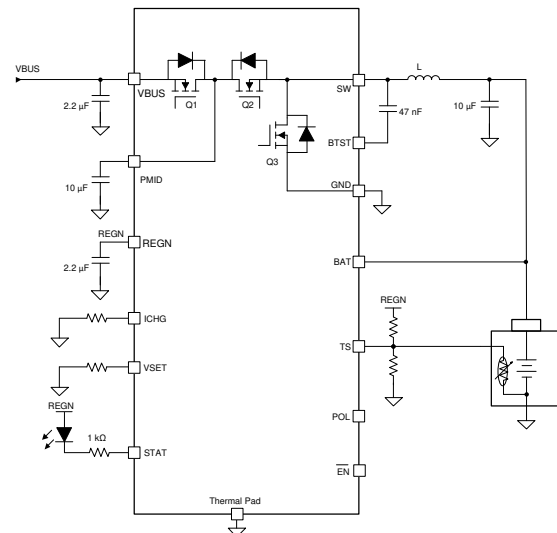 VBUS
2.2 µF
VBUS
Q1
Q2
SW
L
47 nF
10 µF
BTST
Q3
GND
PMID
10 µF
REGN
REGN
2.2 µF
BAT
ICHG
REGN
TS
VSET
REGN
1 kΩ
STAT
POL
EN
Thermal Pad